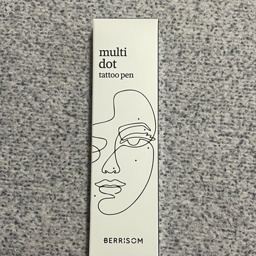 multi
dot
tattoo pen
BERRISOM